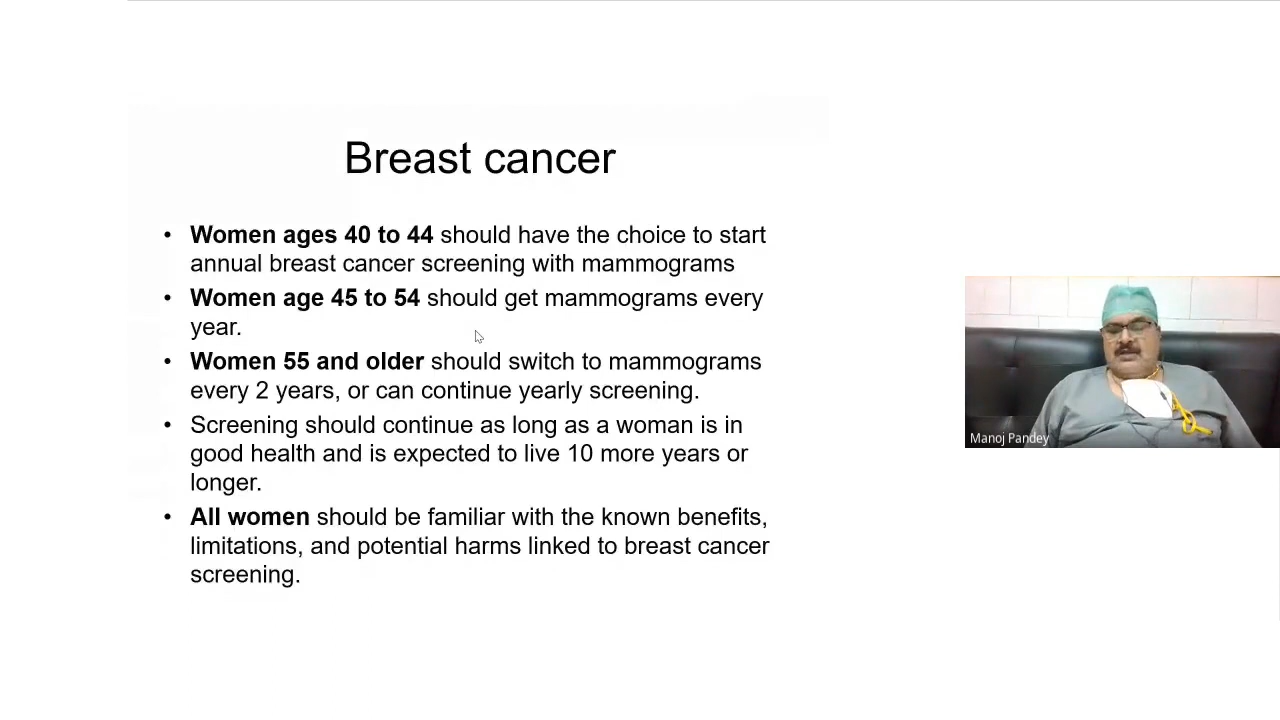 Breast cancer
• Women ages 40 to 44 should have the choice to start
annual breast cancer screening with mammograms
• Women age 45 to 54 should get mammograms every
year.
• Women 55 and older should switch to mammograms
every 2 years, or can continue yearly screening.
• Screening should continue as long as a woman is in
good health and is expected to live 10 more years or
longer.
• All women should be familiar with the known benefits,
limitations, and potential harms linked to breast cancer
screening.
Manoj Pandey